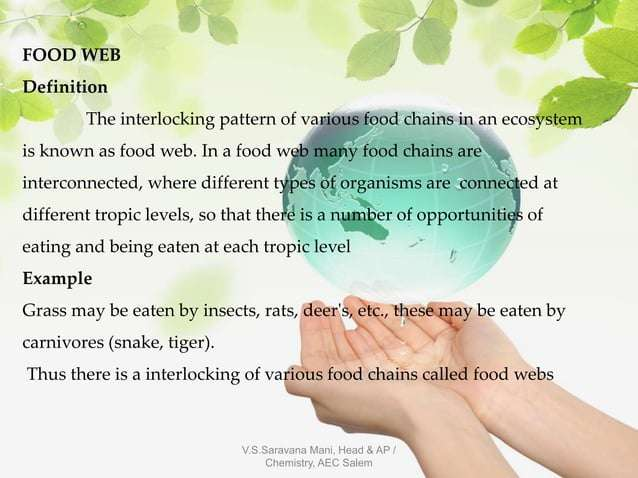 FOOD WEB
Definition
The interlocking pattern of various food chains in an ecosystem
is known as food web. In a food web many food chains are
interconnected, where different types of organisms are connected at
different tropic levels, so that there is a number of opportunities of
eating and being eaten at each tropic level
Example
Grass may be eaten by insects, rats, deer's, etc., these may be eaten by
carnivores (snake, tiger).
Thus there is a interlocking of various food chains called food webs
V.S.Saravana Mani, Head & AP /
Chemistry, AEC Salem